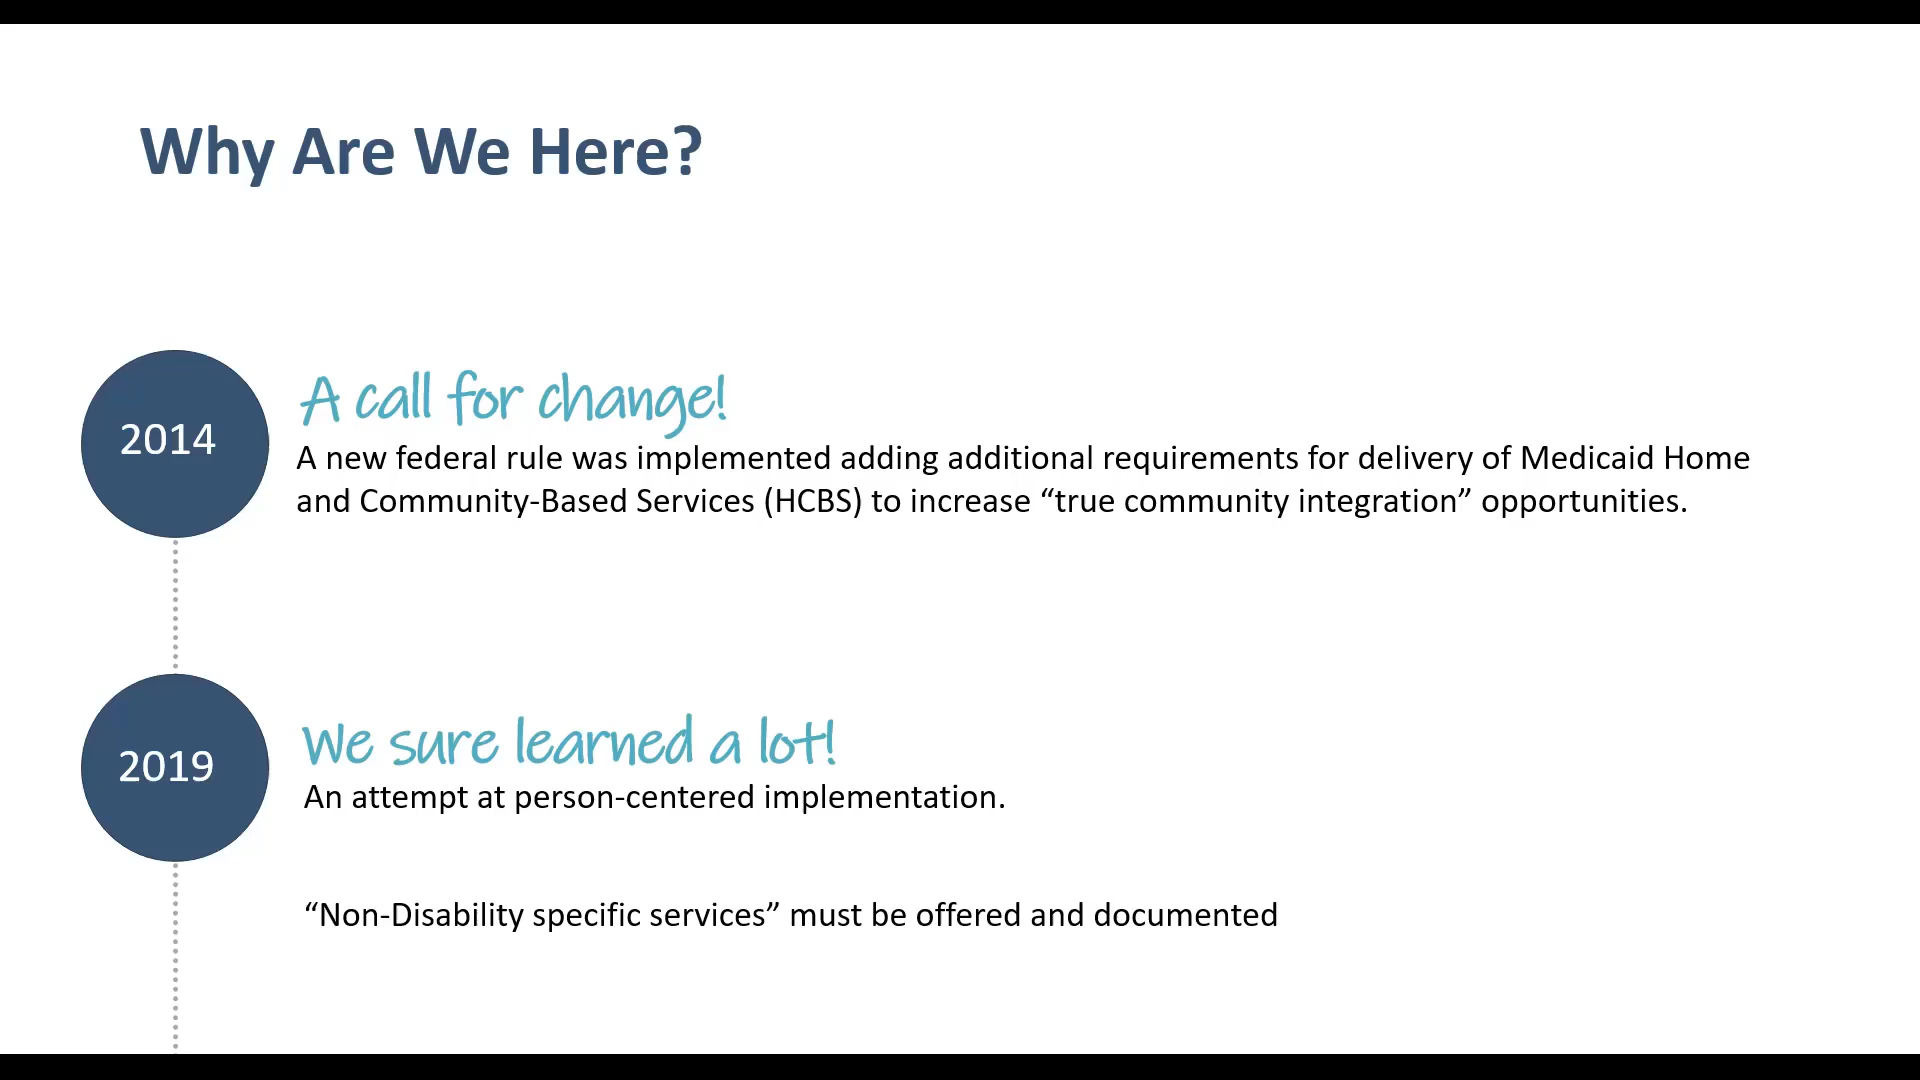 Why Are We Here?
2014
A call for change!
A new federal rule was implemented adding additional requirements for delivery of Medicaid Home
and Community-Based Services (HCBS) to increase “true community integration” opportunities.
2019
We sure learned a lot!
An attempt at person-centered implementation.
“Non-Disability specific services” must be offered and documented